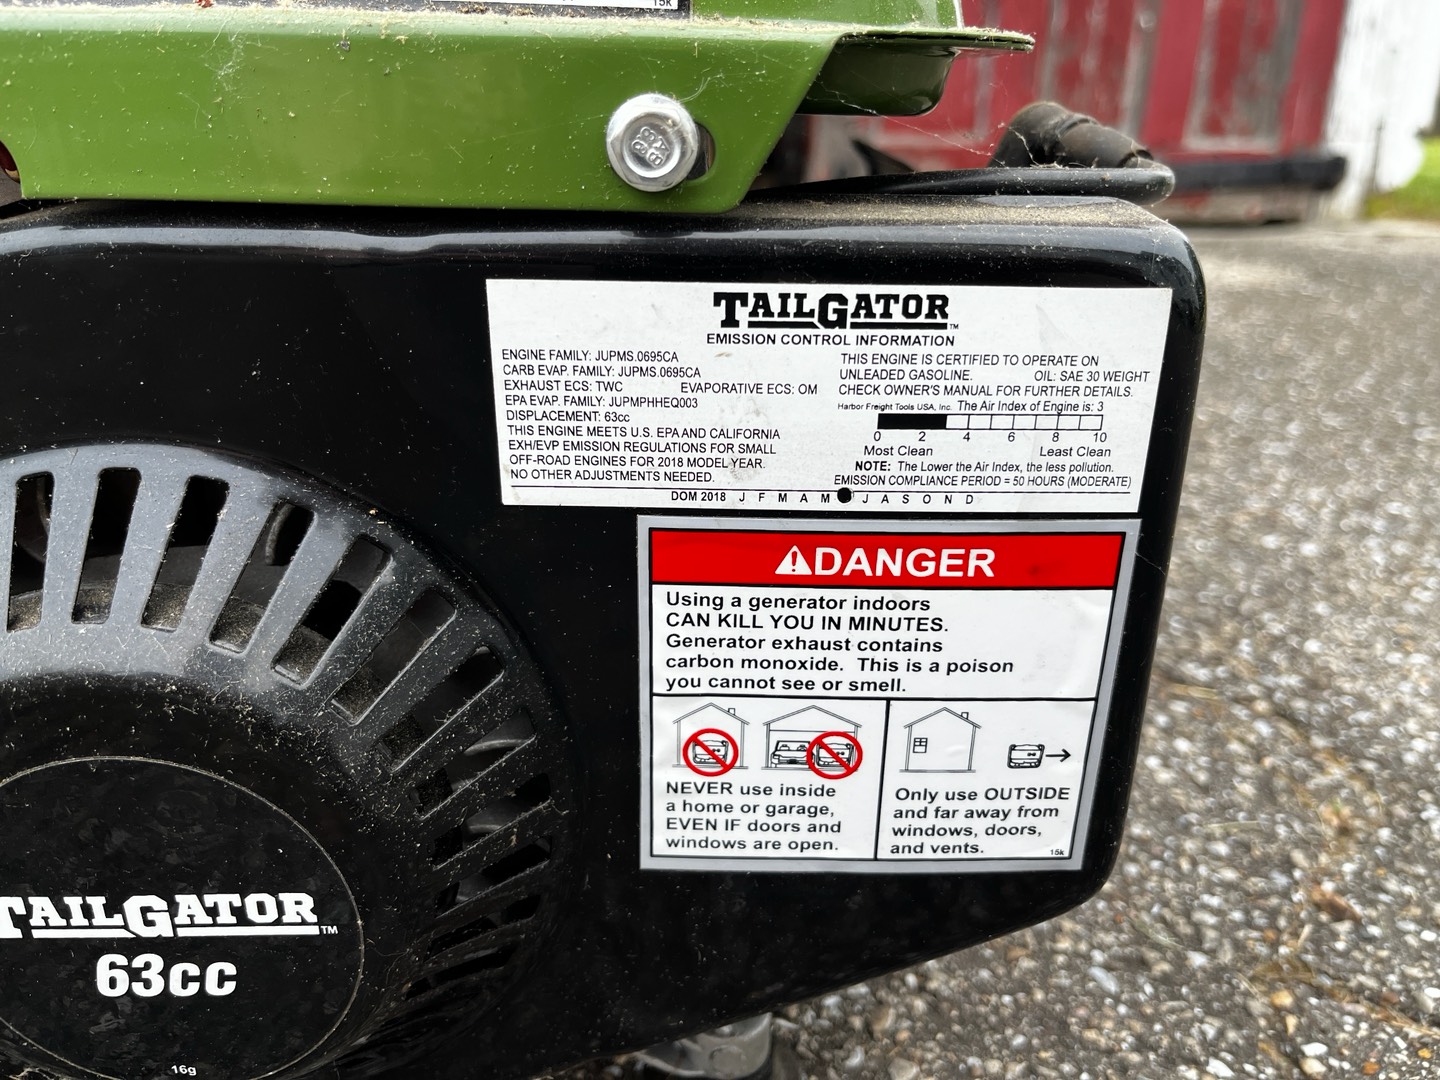 15k
TAILGATOR™
EMISSION CONTROL INFORMATION
ENGINE FAMILY: JUPMS.0695CA
CARB EVAP. FAMILY: JUPMS.0695CA
EXHAUST ECS: TWC EVAPORATIVE ECS: OM
EPA EVAP. FAMILY: JUPMPHHEQ003
DISPLACEMENT: 63cc
THIS ENGINE MEETS U.S. EPA AND CALIFORNIA
EXH/EVP EMISSION REGULATIONS FOR SMALL
OFF-ROAD ENGINES FOR 2018 MODEL YEAR.
NO OTHER ADJUSTMENTS NEEDED.
THIS ENGINE IS CERTIFIED TO OPERATE ON
UNLEADED GASOLINE. OIL: SAE 30 WEIGHT
CHECK OWNER'S MANUAL FOR FURTHER DETAILS.
Harbor Freight Tools USA, Inc. The Air Index of Engine is: 3
0 2 4 6 8 10
Most Clean Least Clean
NOTE: The Lower the Air Index, the less pollution.
EMISSION COMPLIANCE PERIOD = 50 HOURS (MODERATE)
DOM 2018 J F M A M J A S O N D
DANGER
Using a generator indoors
CAN KILL YOU IN MINUTES.
Generator exhaust contains
carbon monoxide. This is a poison
you cannot see or smell.
NEVER use inside
a home or garage,
EVEN IF doors and
windows are open.
Only use OUTSIDE
and far away from
windows, doors,
and vents.
15k
TAILGATOR™
63cc
16g